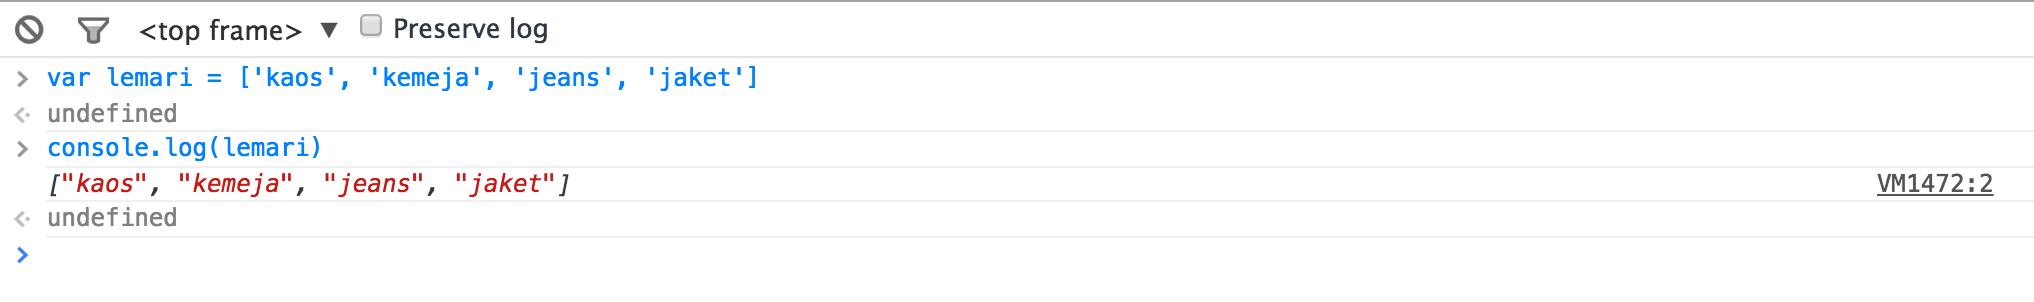 <top frame> ▼ Preserve log
> var lemari = ['kaos', 'kemeja', 'jeans', 'jaket']
undefined
> console.log(lemari)
["kaos", "kemeja", "jeans", "jaket"] VM1472:2
undefined
>